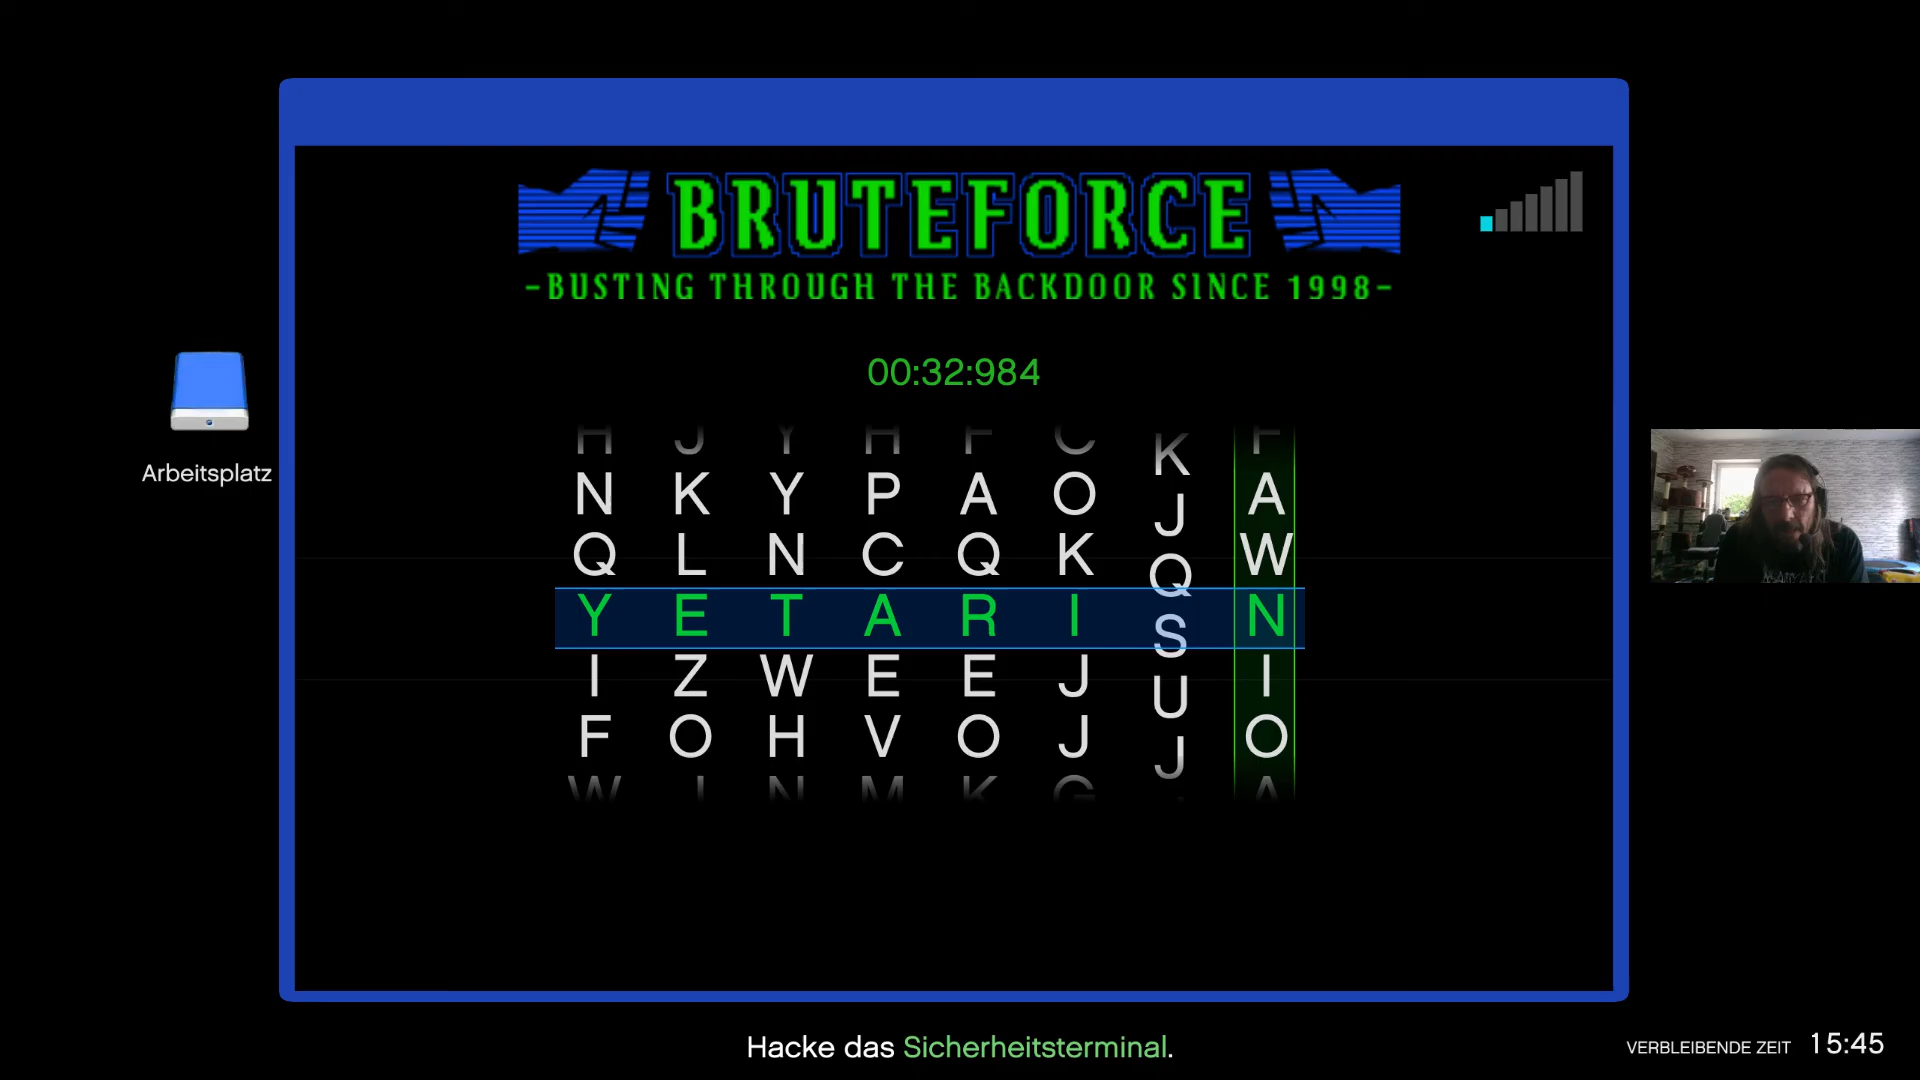 BRUTEFORCE
-BUSTING THROUGH THE BACKDOOR SINCE 1998-
00:32:984
Arbeitsplatz
H J Y H F C K F
N K Y P A O J A
Q L N C Q K Q W
Y E T A R I S N
I Z W E E J U I
F O H V O J J O
W N M K G A
Hacke das Sicherheitsterminal.
VERBLEIBENDE ZEIT 15:45